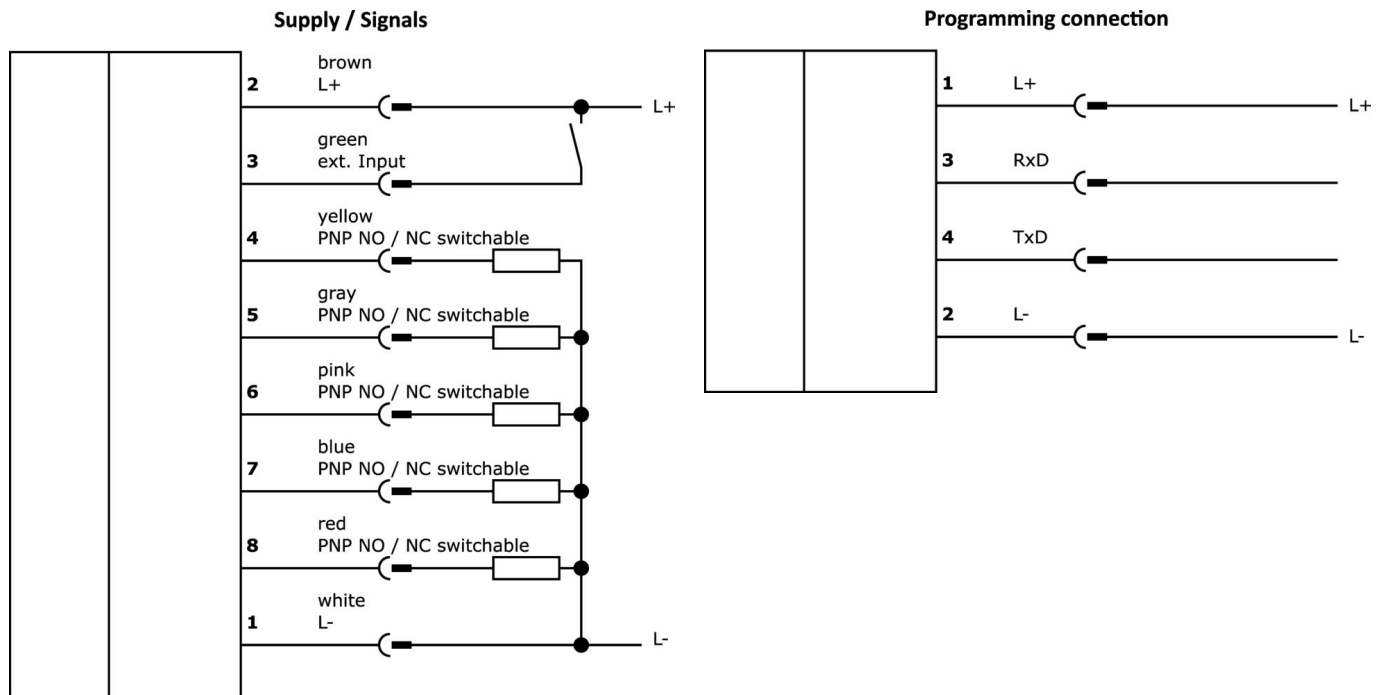 Supply / Signals
brown
2 L+
L+
green
3 ext. Input
yellow
4 PNP NO / NC switchable
gray
5 PNP NO / NC switchable
pink
6 PNP NO / NC switchable
blue
7 PNP NO / NC switchable
red
8 PNP NO / NC switchable
white
1 L-
L-
Programming connection
1 L+
L+
3 RxD
4 TxD
2 L-
L-